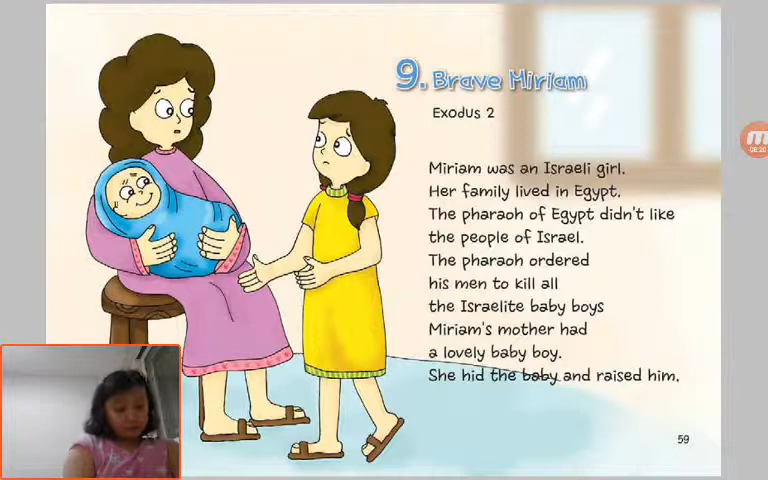 9. Brave Miriam
Exodus 2
Miriam was an Israeli girl.
Her family lived in Egypt.
The pharaoh of Egypt didn't like
the people of Israel.
The pharaoh ordered
his men to kill all
the Israelite baby boys
Miriam's mother had
a lovely baby boy.
She hid the baby and raised him.
59
08:20